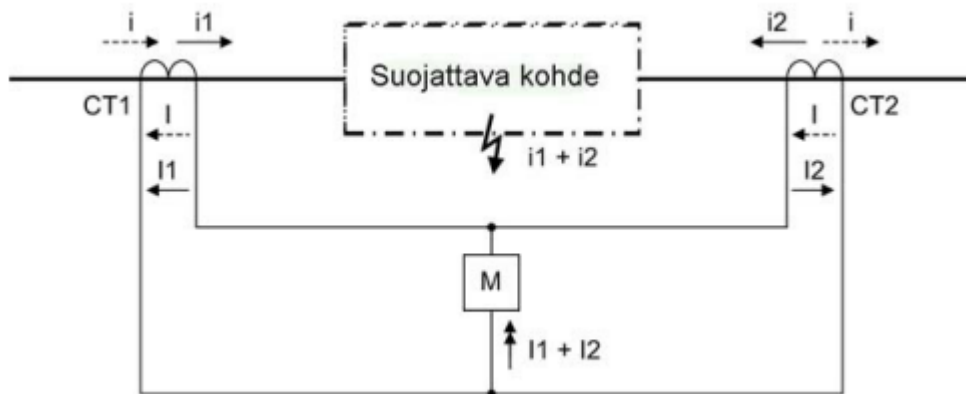 i i1 i2 i
Suojattava kohde
CT1 CT2
I I
i1 + i2
I1 I2
M
I1 + I2